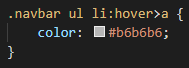 .navbar ul li:hover>a {
    color: #b6b6b6;
}